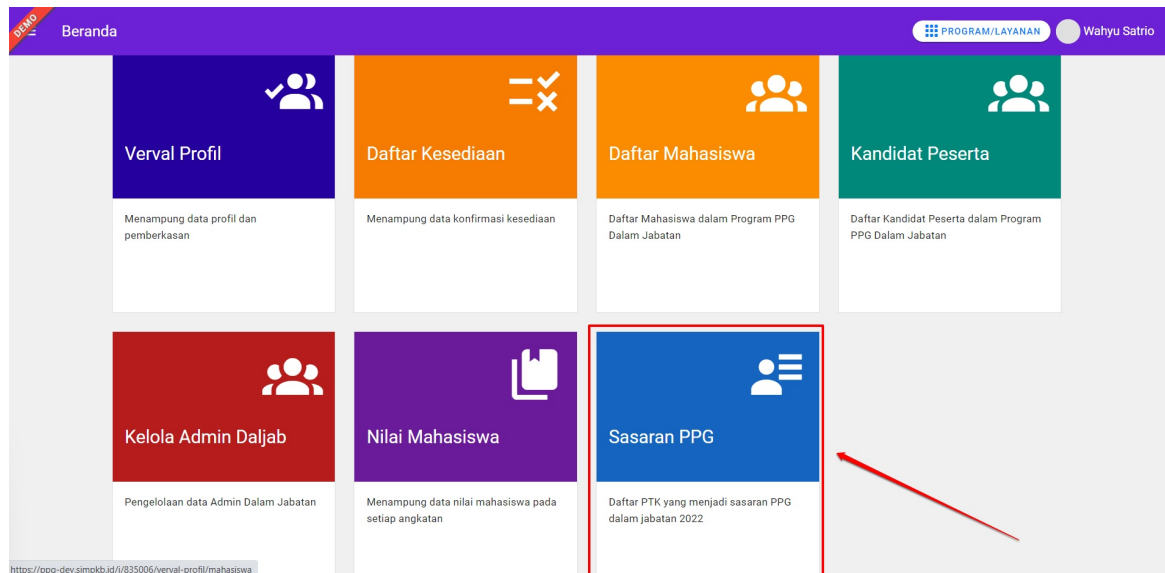 DEMO
Beranda
PROGRAM/LAYANAN
Wahyu Satrio
Verval Profil
Daftar Kesediaan
Daftar Mahasiswa
Kandidat Peserta
Menampung data profil dan
pemberkasan
Menampung data konfirmasi kesediaan
Daftar Mahasiswa dalam Program PPG
Dalam Jabatan
Daftar Kandidat Peserta dalam Program
PPG Dalam Jabatan
Kelola Admin Daljab
Nilai Mahasiswa
Sasaran PPG
Pengelolaan data Admin Dalam Jabatan
Menampung data nilai mahasiswa pada
setiap angkatan
Daftar PTK yang menjadi sasaran PPG
dalam jabatan 2022
https://ppg-dev.simpkb.id/i/835006/verval-profil/mahasiswa